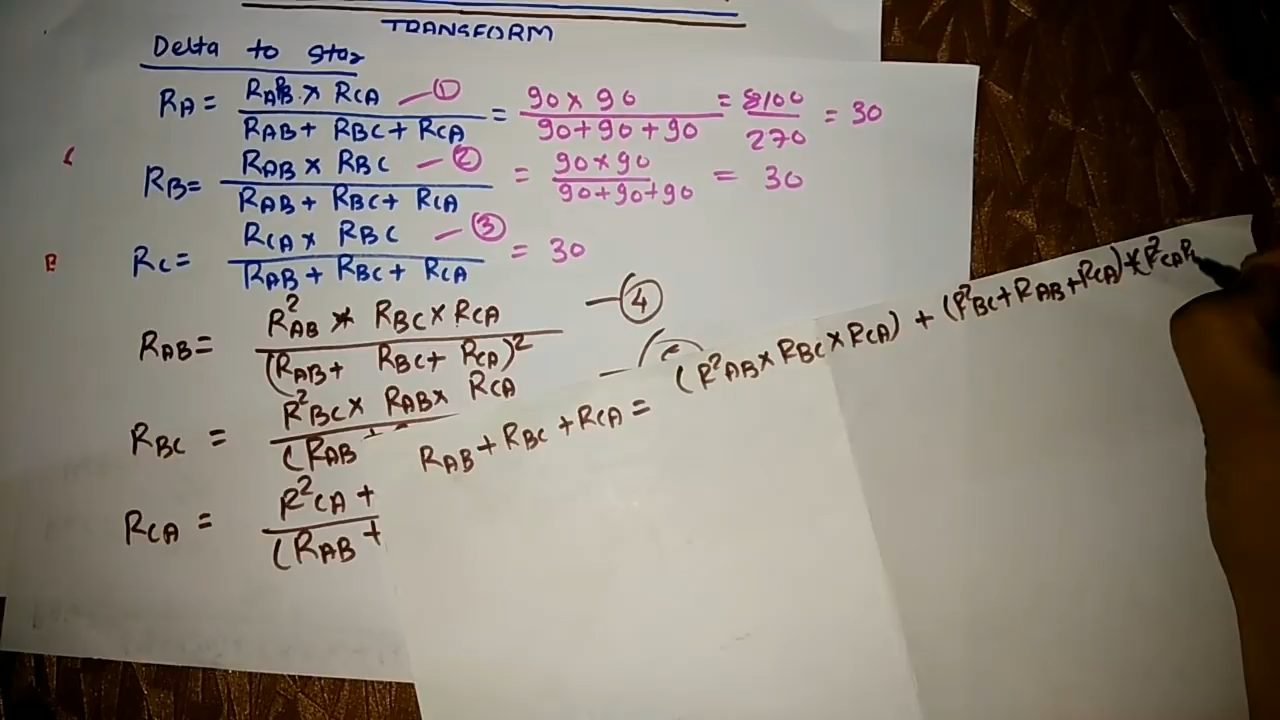 TRANSFORM
Delta to star
RA = RAB × RCA / RAB + RBC + RCA — ① = 90 × 90 / 90 + 90 + 90 = 8100 / 270 = 30
RB = RAB × RBC / RAB + RBC + RCA — ② = 90 × 90 / 90 + 90 + 90 = 30
RC = RCA × RBC / RAB + RBC + RCA — ③ = 30
RAB = R²AB × RBC × RCA / (RAB + RBC + RCA)² — ④
RBC = R²BC × RAB × RCA / (RAB +
RCA = R²CA + / (RAB +
RAB + RBC + RCA = (R²AB × RBC × RCA) + (R²BC + RAB + RCA) + (R²CA